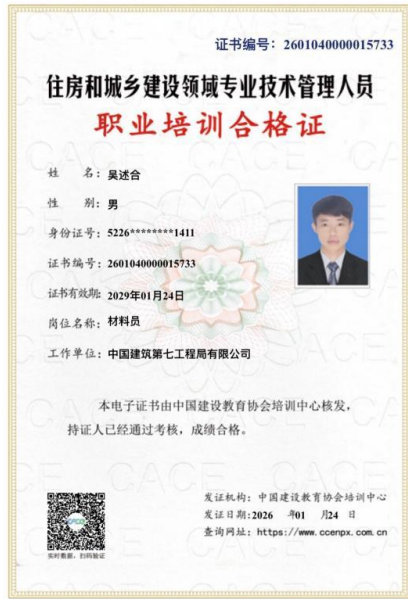 证书编号：2601040000015733
住房和城乡建设领域专业技术管理人员
职业培训合格证
姓 名：吴述合
性 别：男
身份证号：5226********1411
证书编号：2601040000015733
证书有效期：2029年01月24日
岗位名称：材料员
工作单位：中国建筑第七工程局有限公司
本电子证书由中国建设教育协会培训中心核发，
持证人已经通过考核，成绩合格。
发证机构：中国建设教育协会培训中心
发证日期：2026 年01 月24 日
查询网址：https://www.ccenpx.com.cn
实时数据，扫码验证
CACE